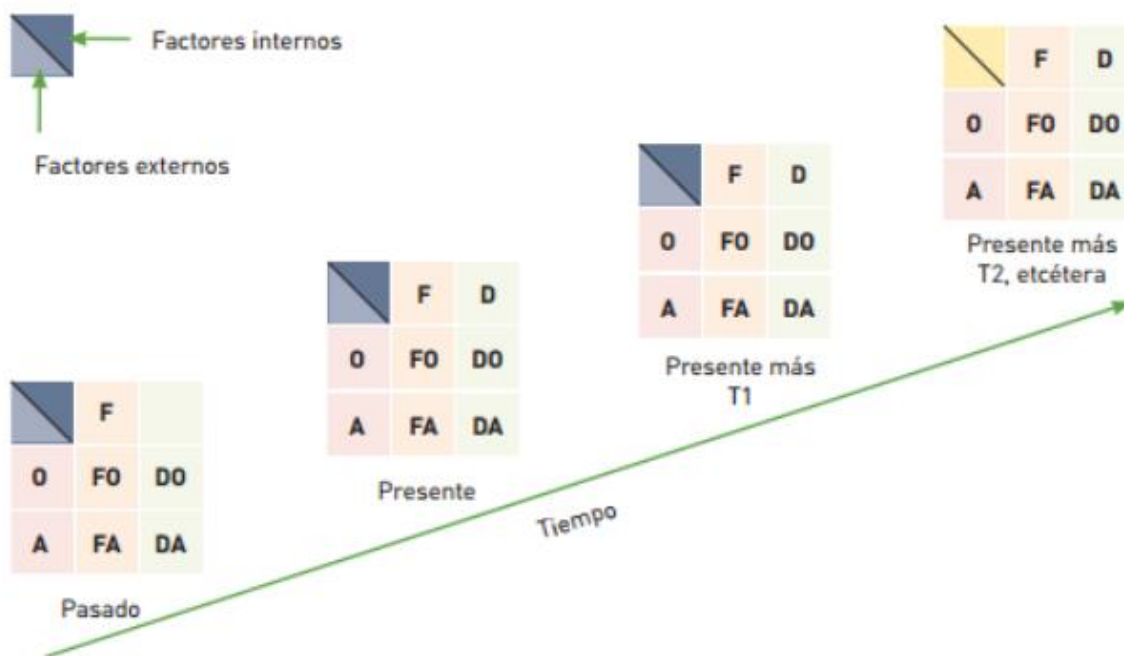 Factores internos
Factores externos
F D
O FO DO
A FA DA
Presente más
T2, etcétera
F D
O FO DO
A FA DA
Presente más
T1
F D
O FO DO
A FA DA
Presente
F
O FO DO
A FA DA
Pasado
Tiempo